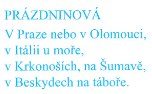 PRÁZDNINOVÁ
V Praze nebo v Olomouci,
v Itálii u moře,
v Krkonoších, na Šumavě,
v Beskydech na táboře.